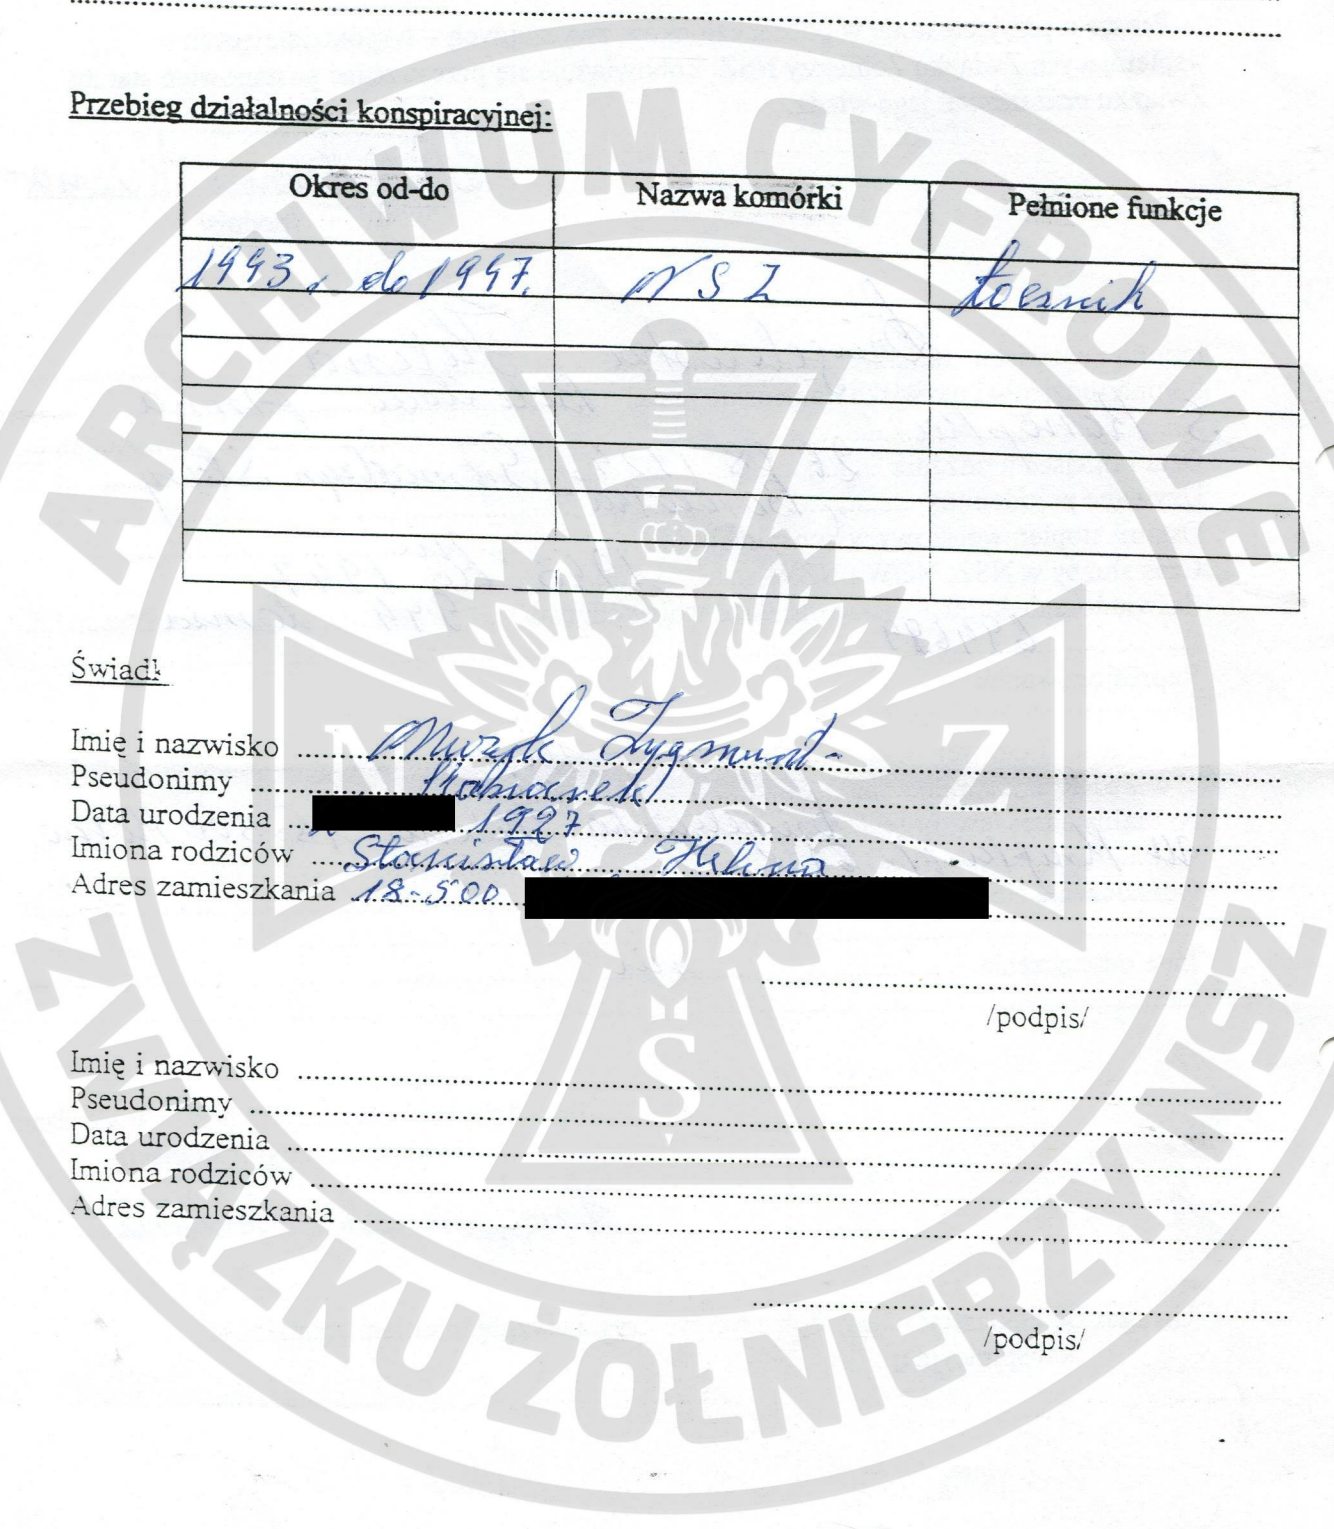 Przebieg działalności konspiracyjnej:
Okres od-do Nazwa komórki Pełnione funkcje
1943 r do 1947. NSZ Łocznik
Świadk
Imię i nazwisko Zygmunt
Pseudonimy
Data urodzenia 1927
Imiona rodziców Stanisław Helena
Adres zamieszkania 18-500
/podpis/
Imię i nazwisko
Pseudonimy
Data urodzenia
Imiona rodziców
Adres zamieszkania
/podpis/
ARCHIWUM CYFROWE
ZWIĄZKU ŻOŁNIERZY NSZ
N S Z